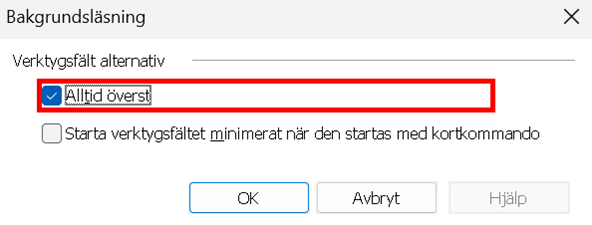 Bakgrundsläsning
Verktygsfält alternativ
Alltid överst
Starta verktygsfältet minimerat när den startas med kortkommando
OK Avbryt Hjälp